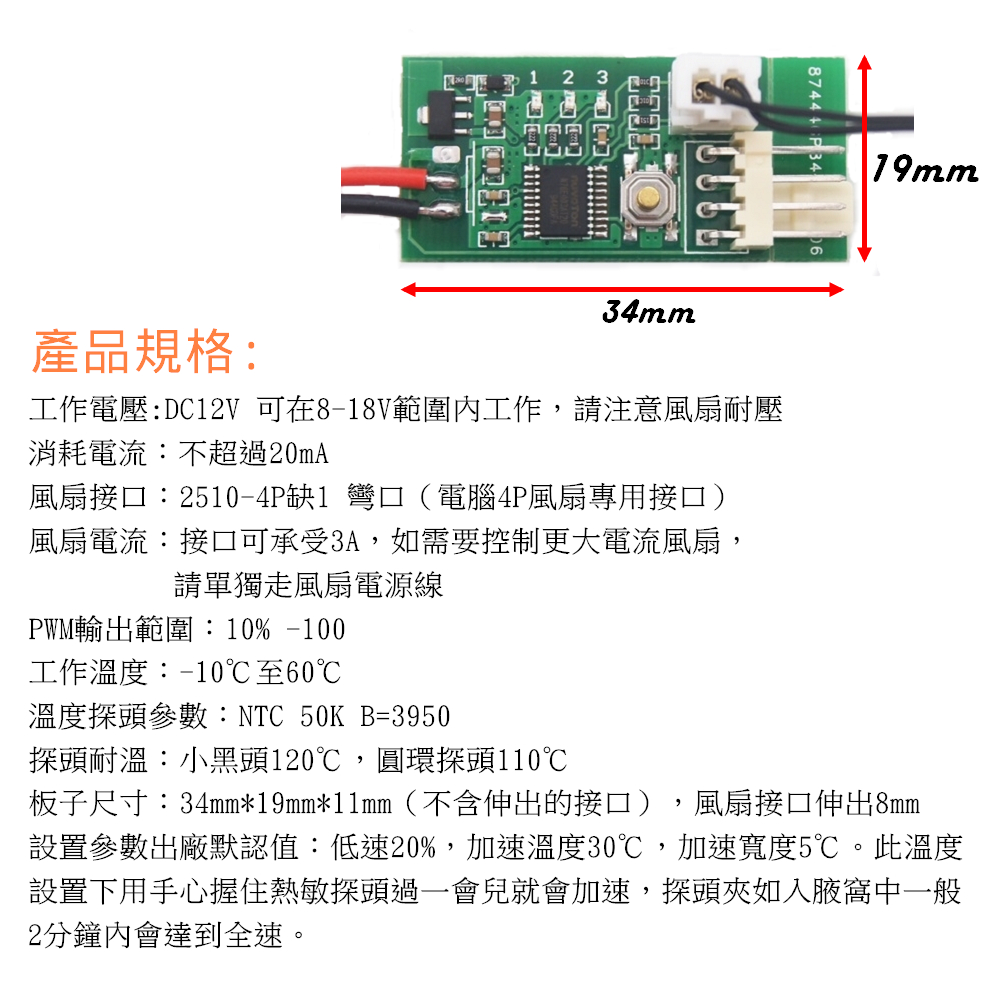 1 2 3
19mm
34mm
產品規格:
工作電壓:DC12V 可在8-18V範圍內工作，請注意風扇耐壓
消耗電流：不超過20mA
風扇接口：2510-4P缺1 彎口（電腦4P風扇專用接口）
風扇電流：接口可承受3A，如需要控制更大電流風扇，
請單獨走風扇電源線
PWM輸出範圍：10% -100
工作溫度：-10℃至60℃
溫度探頭參數：NTC 50K B=3950
探頭耐溫：小黑頭120℃，圓環探頭110℃
板子尺寸：34mm*19mm*11mm（不含伸出的接口），風扇接口伸出8mm
設置參數出廠默認值：低速20%，加速溫度30℃，加速寬度5℃。此溫度
設置下用手心握住熱敏探頭過一會兒就會加速，探頭夾如入腋窩中一般
2分鐘內會達到全速。